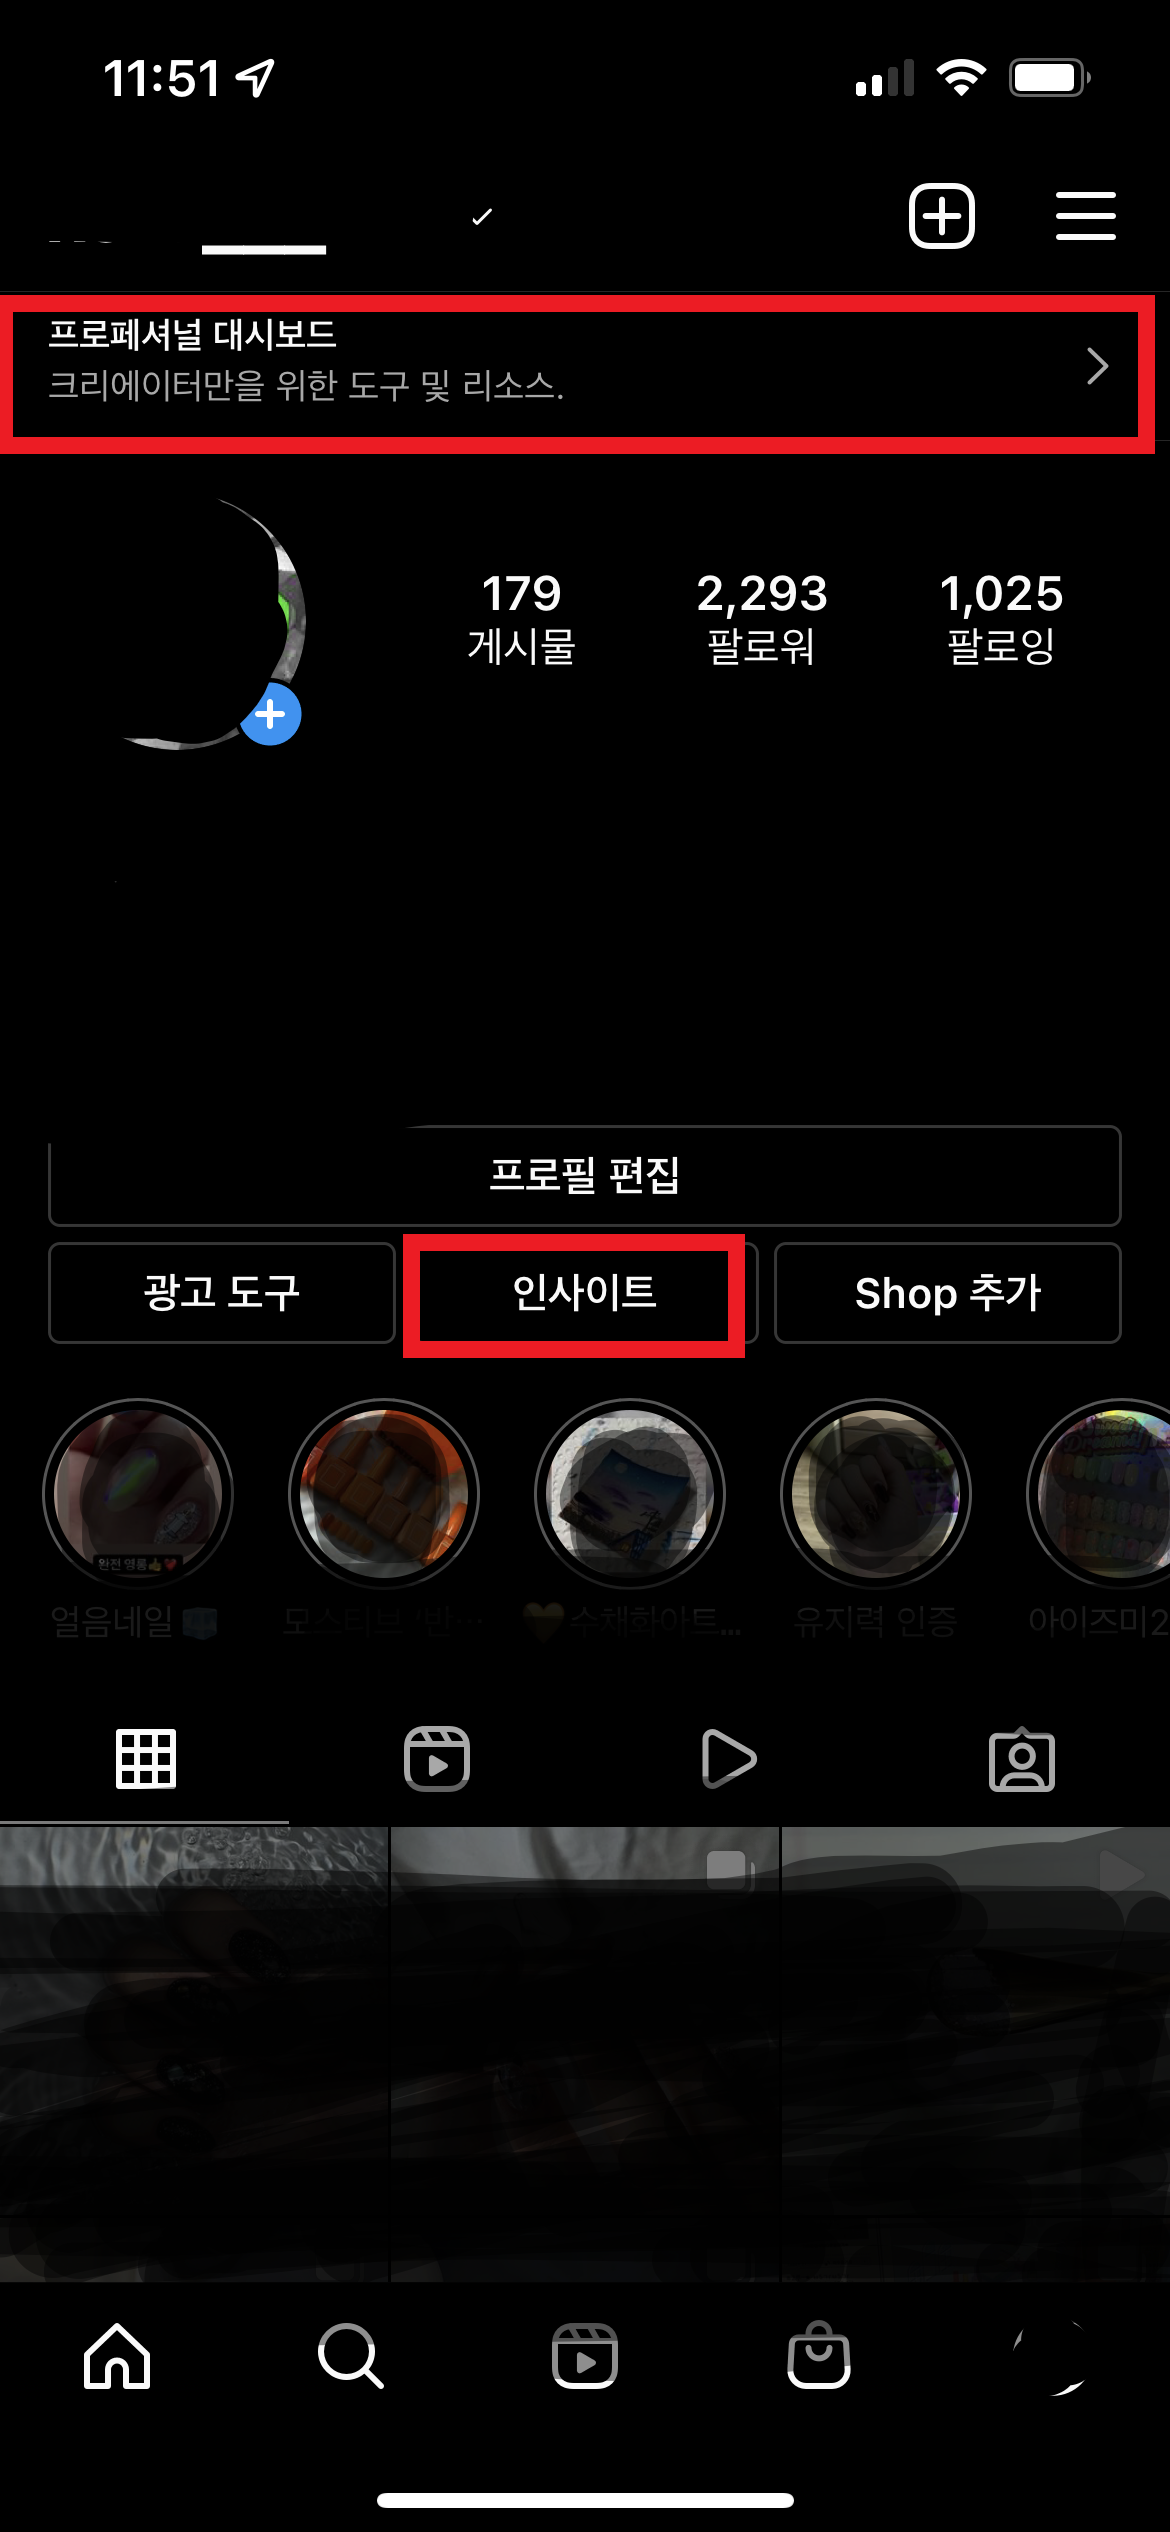 11:51
프로페셔널 대시보드
크리에이터만을 위한 도구 및 리소스.
179
게시물
2,293
팔로워
1,025
팔로잉
프로필 편집
광고 도구
인사이트
Shop 추가
완전 영롱👍❤️
얼음네일 🧊
모스티브 '반...
💛수채화아트...
유지력 인증
아이즈미2